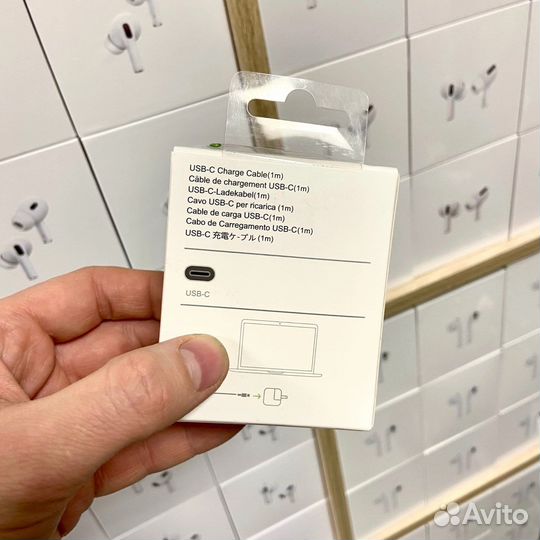 USB-C Charge Cable(1m)
Câble de chargement USB-C(1m)
USB-C-Ladekabel(1m)
Cavo USB-C per ricarica (1m)
Cable de carga USB-C(1m)
Cabo de Carregamento USB-C(1m)
USB-C 充電ケ-ブル (1m)
USB-C
Avito